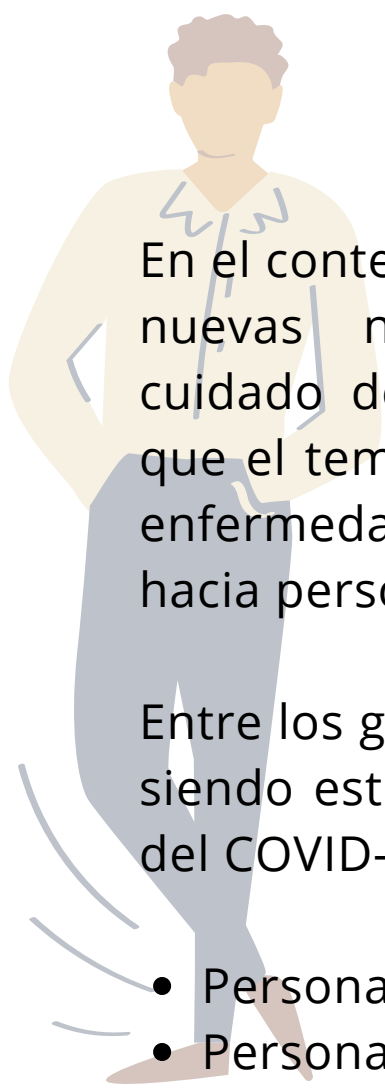 En el conte
nuevas n
cuidado d
que el tem
enfermeda
hacia perso
Entre los g
siendo est
del COVID-
• Persona
• Persona